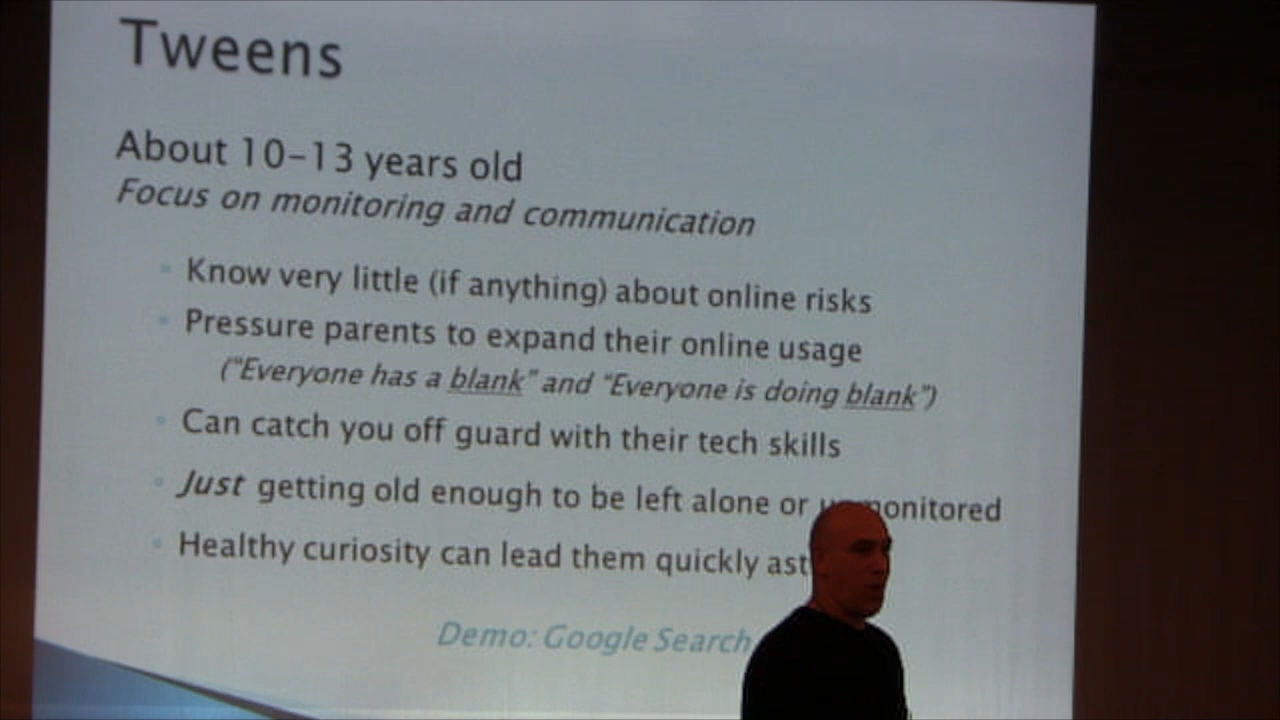 Tweens
About 10-13 years old
Focus on monitoring and communication
Know very little (if anything) about online risks
Pressure parents to expand their online usage
("Everyone has a blank" and "Everyone is doing blank")
Can catch you off guard with their tech skills
Just getting old enough to be left alone or
Healthy curiosity can lead them quickly
Demo: Google Search